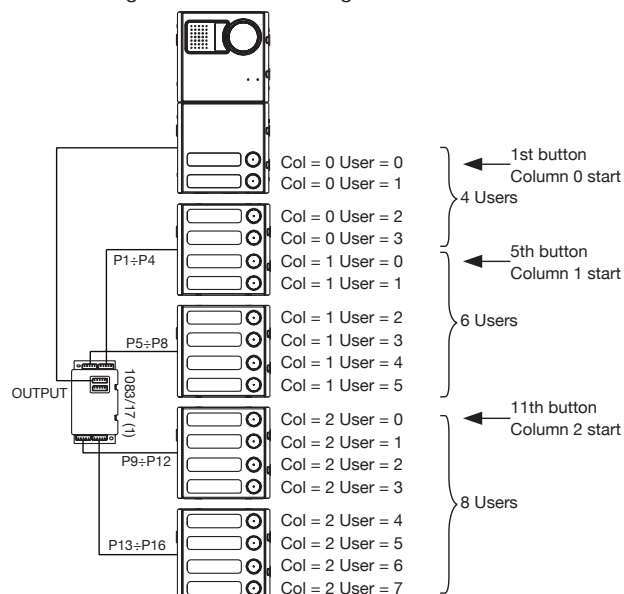 Col = 0 User = 0
Col = 0 User = 1
1st button
Column 0 start
4 Users
Col = 0 User = 2
Col = 0 User = 3
P1÷P4
Col = 1 User = 0
Col = 1 User = 1
5th button
Column 1 start
6 Users
Col = 1 User = 2
P5÷P8
Col = 1 User = 3
Col = 1 User = 4
Col = 1 User = 5
OUTPUT
1083/17 (1)
Col = 2 User = 0
11th button
Column 2 start
Col = 2 User = 1
P9÷P12
Col = 2 User = 2
Col = 2 User = 3
8 Users
Col = 2 User = 4
P13÷P16
Col = 2 User = 5
Col = 2 User = 6
Col = 2 User = 7